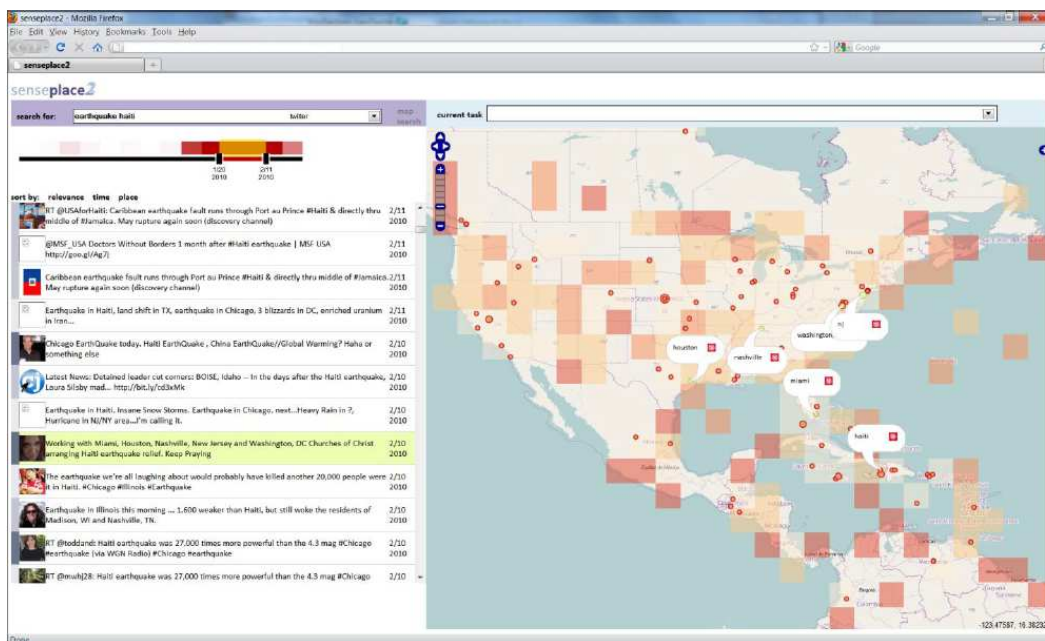 senseplace2 - Mozilla Firefox
File Edit View History Bookmarks Tools Help
Google
senseplace2
senseplace2
search for: earthquake haiti twitter map search
current task
1/20 2010
2/11 2010
sort by: relevance time place
RT @USAforHaiti: Caribbean earthquake fault runs through Port au Prince #Haiti & directly thru 2/11
middle of #Jamaica. May rupture again soon (discovery channel) 2010
@MSF_USA Doctors Without Borders 1 month after #Haiti earthquake | MSF USA 2/11
http://goo.gl/Ag7j 2010
Caribbean earthquake fault runs through Port au Prince #Haiti & directly thru middle of #Jamaica. 2/11
May rupture again soon (discovery channel) 2010
Earthquake in Haiti, land shift in TX, earthquake in Chicago, 3 blizzards in DC, enriched uranium 2/11
in Iran... 2010
Chicago EarthQuake today. Haiti EarthQuake , China EarthQuake//Global Warming? Haha or 2/10
something else 2010
Latest News: Detained leader cut corners: BOISE, Idaho -- In the days after the Haiti earthquake, 2/10
Laura Silsby mad... http://bit.ly/cd3xMk 2010
Earthquake in Haiti. Insane Snow Storms. Earthquake in Chicago, next...Heavy Rain in ?, 2/10
Hurricane in NJ/NY area...I'm calling it. 2010
Working with Miami, Houston, Nashville, New Jersey and Washington, DC Churches of Christ 2/10
arranging Haiti earthquake relief. Keep Praying 2010
The earthquake we're all laughing about would probably have killed another 20,000 people were 2/10
it in Haiti. #Chicago #Illinois #Earthquake 2010
Earthquake in Illinois this morning ... 1,600 weaker than Haiti, but still woke the residents of 2/10
Madison, WI and Nashville, TN. 2010
RT @toddand: Haiti earthquake was 27,000 times more powerful than the 4.3 mag #Chicago 2/10
#earthquake (via WGN Radio) #Chicago #earthquake 2010
RT @mwhj28: Haiti earthquake was 27,000 times more powerful than the 4.3 mag #Chicago 2/10
NJ
washington,
houston
nashville
miami
haiti
Bogota
Colombia
-123.47587, 16.38232
Done